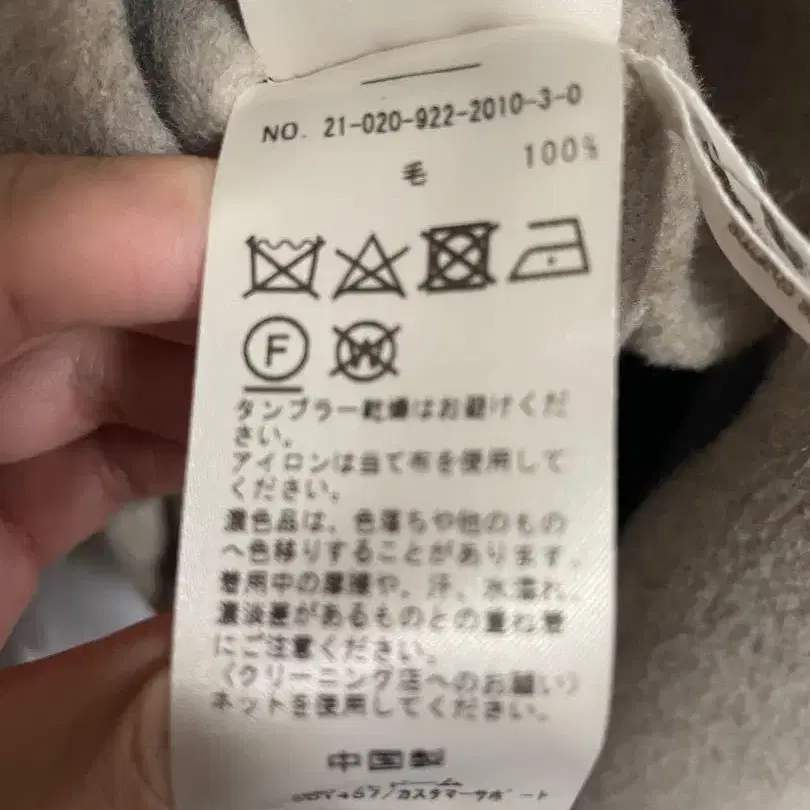 NO. 21-020-922-2010-3-0
毛 100%
F W
タンブラー乾燥はお避けくだ
さい。
アイロンは当て布を使用して
ください。
濃色品は、色落ちや他のもの
へ色移りすることがあります。
着用中の摩擦や、汗、水濡れ、
濃淡差があるものとの重ね着
にご注意ください。
(クリーニング店へのお願い)
ネットを使用してください。
中国製
カスタマーサポート